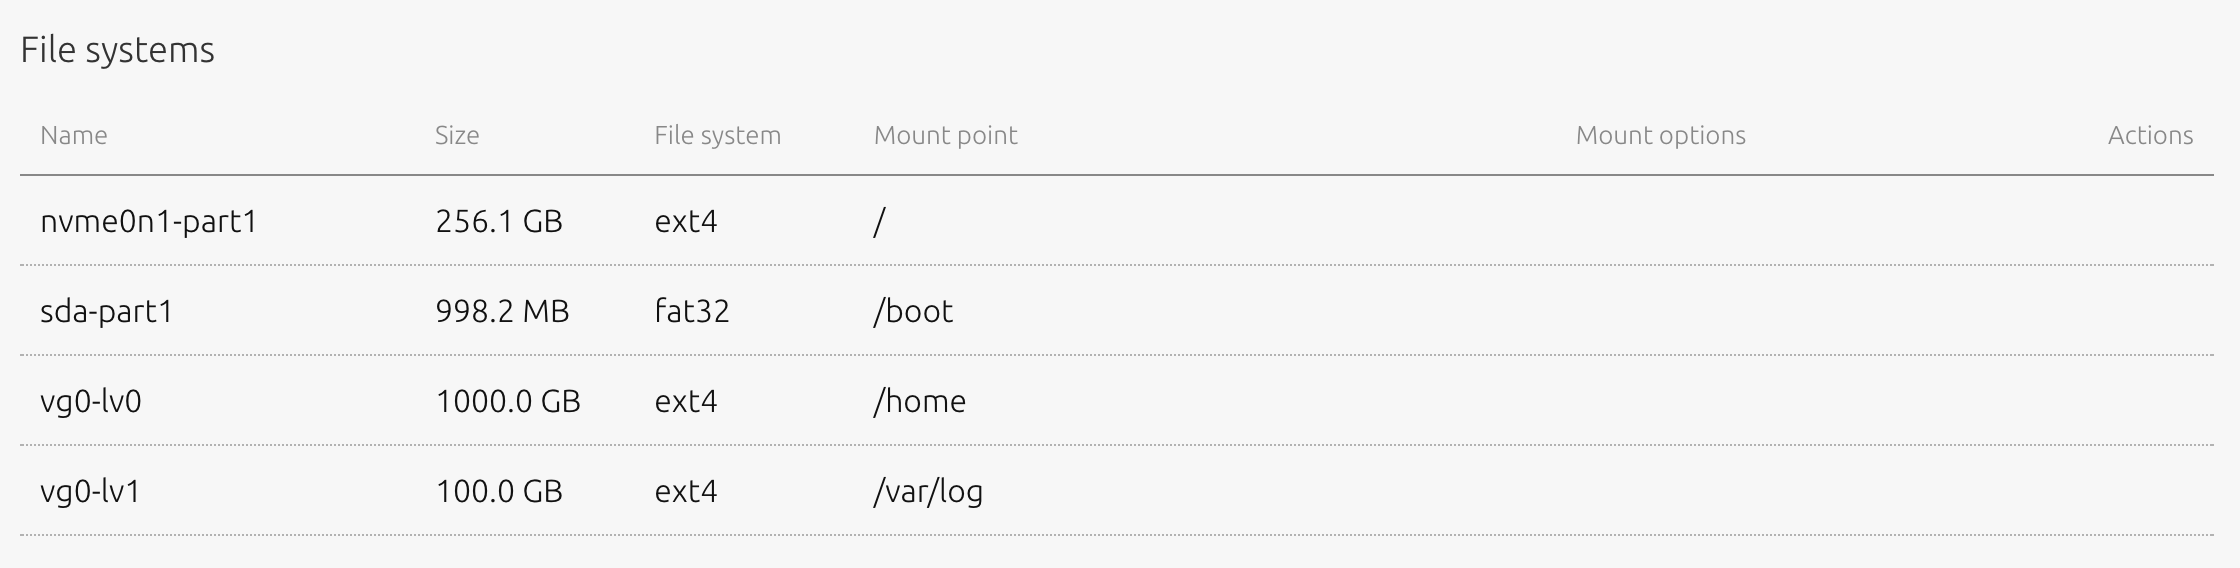 File systems
Name Size File system Mount point Mount options Actions
nvme0n1-part1 256.1 GB ext4 /
sda-part1 998.2 MB fat32 /boot
vg0-lv0 1000.0 GB ext4 /home
vg0-lv1 100.0 GB ext4 /var/log